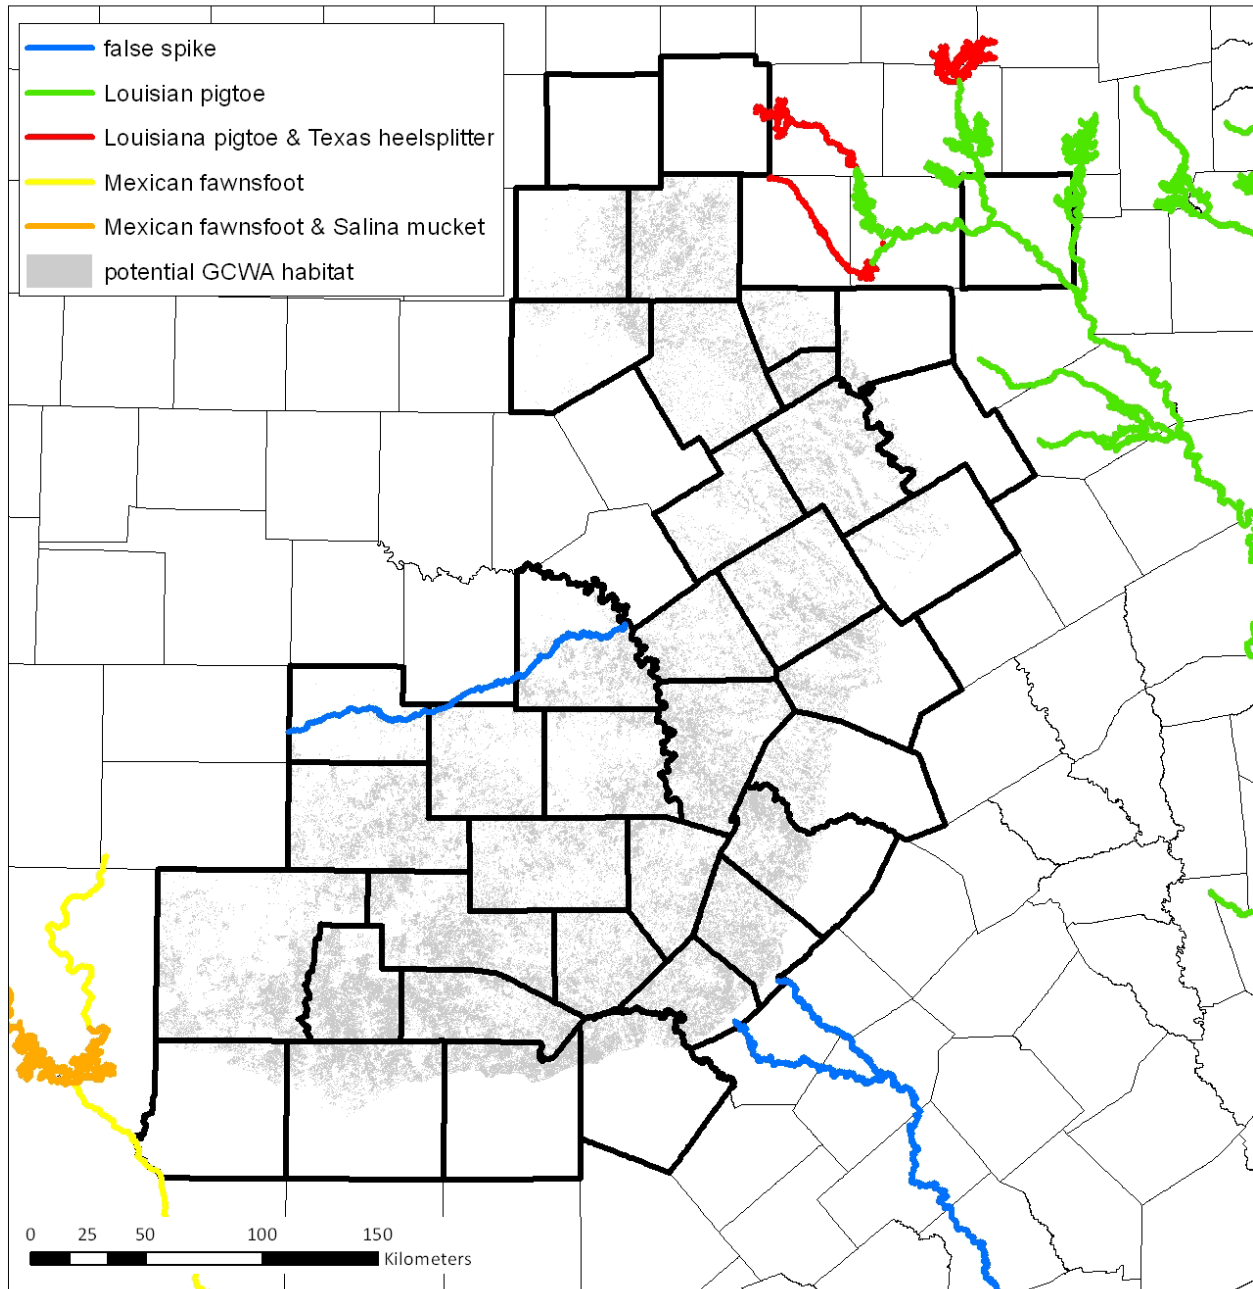 false spike
Louisian pigtoe
Louisiana pigtoe & Texas heelsplitter
Mexican fawnsfoot
Mexican fawnsfoot & Salina mucket
potential GCWA habitat
0 25 50 100 150
Kilometers